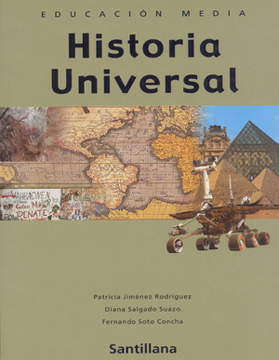 EDUCACIÓN MEDIA
Historia
Universal
Patricia Jiménez Rodríguez
Diana Salgado Suazo.
Fernando Soto Concha
Santillana